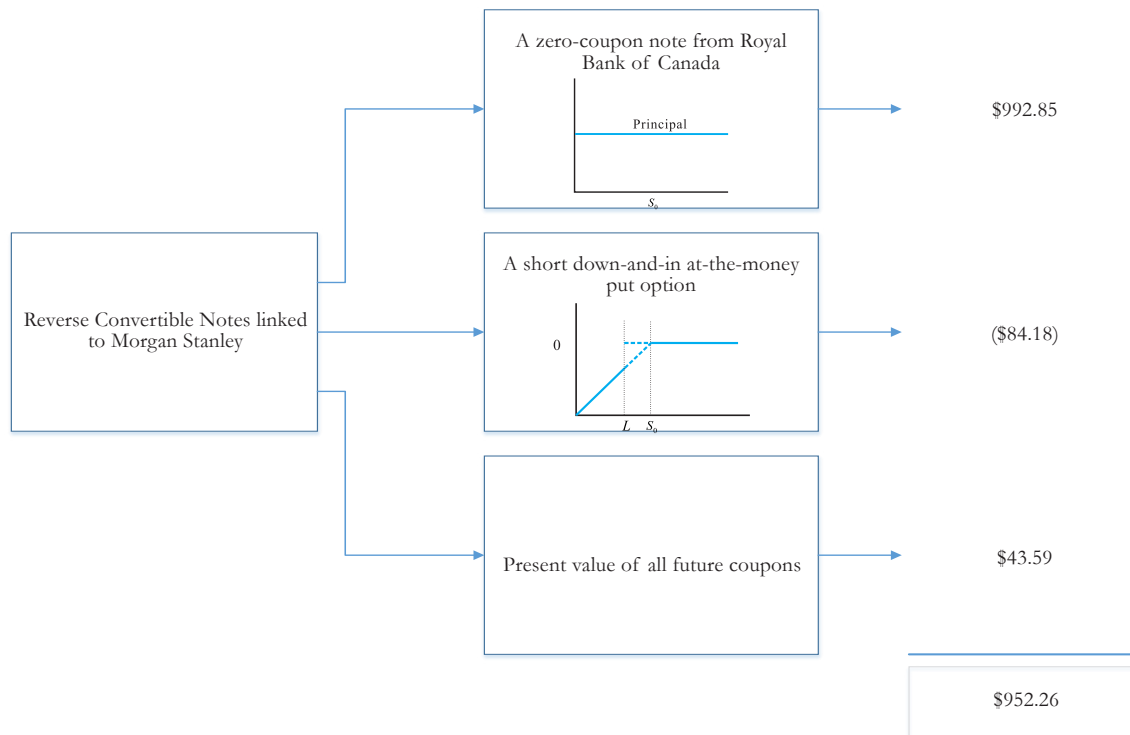 A zero-coupon note from Royal
Bank of Canada
Principal
S₀
$992.85
Reverse Convertible Notes linked
to Morgan Stanley
A short down-and-in at-the-money
put option
0
L S₀
($84.18)
Present value of all future coupons
$43.59
$952.26